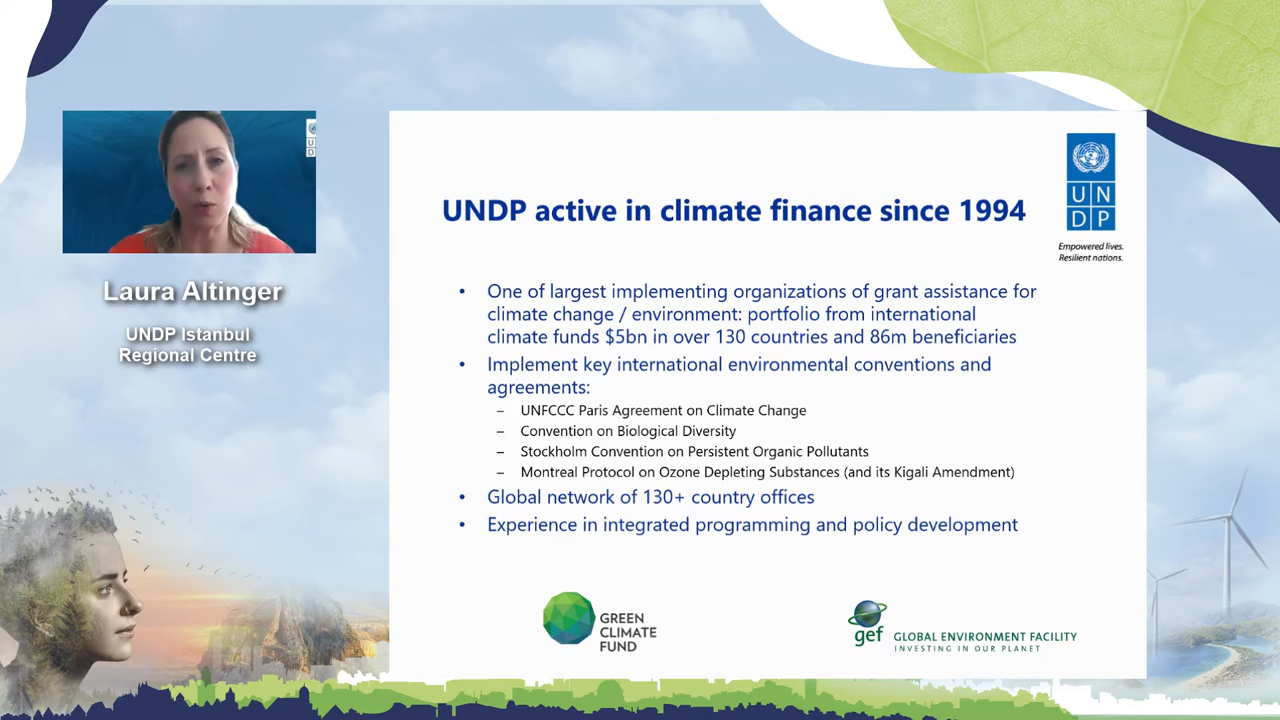 Laura Altinger
UNDP Istanbul
Regional Centre
U
D
UNDP active in climate finance since 1994
U N
D P
Empowered lives.
Resilient nations.
• One of largest implementing organizations of grant assistance for
climate change / environment: portfolio from international
climate funds $5bn in over 130 countries and 86m beneficiaries
• Implement key international environmental conventions and
agreements:
– UNFCCC Paris Agreement on Climate Change
– Convention on Biological Diversity
– Stockholm Convention on Persistent Organic Pollutants
– Montreal Protocol on Ozone Depleting Substances (and its Kigali Amendment)
• Global network of 130+ country offices
• Experience in integrated programming and policy development
GREEN
CLIMATE
FUND
gef GLOBAL ENVIRONMENT FACILITY
INVESTING IN OUR PLANET